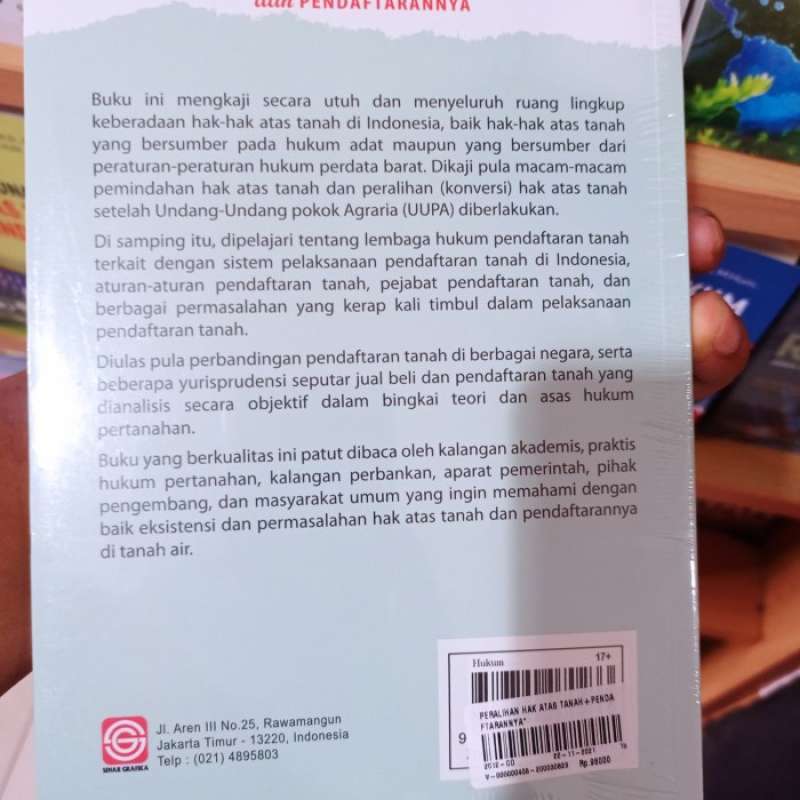 dan PENDAFTARANNYA
Buku ini mengkaji secara utuh dan menyeluruh ruang lingkup
keberadaan hak-hak atas tanah di Indonesia, baik hak-hak atas tanah
yang bersumber pada hukum adat maupun yang bersumber dari
peraturan-peraturan hukum perdata barat. Dikaji pula macam-macam
pemindahan hak atas tanah dan peralihan (konversi) hak atas tanah
setelah Undang-Undang pokok Agraria (UUPA) diberlakukan.
Di samping itu, dipelajari tentang lembaga hukum pendaftaran tanah
terkait dengan sistem pelaksanaan pendaftaran tanah di Indonesia,
aturan-aturan pendaftaran tanah, pejabat pendaftaran tanah, dan
berbagai permasalahan yang kerap kali timbul dalam pelaksanaan
pendaftaran tanah.
Diulas pula perbandingan pendaftaran tanah di berbagai negara, serta
beberapa yurisprudensi seputar jual beli dan pendaftaran tanah yang
dianalisis secara objektif dalam bingkai teori dan asas hukum
pertanahan.
Buku yang berkualitas ini patut dibaca oleh kalangan akademis, praktis
hukum pertanahan, kalangan perbankan, aparat pemerintah, pihak
pengembang, dan masyarakat umum yang ingin memahami dengan
baik eksistensi dan permasalahan hak atas tanah dan pendaftarannya
di tanah air.
Hukum 17+
PERALIHAN HAK ATAS TANAH + PENDA
FTARANNYA*
9
22-11-2021
Rp.98000
Jl. Aren III No.25, Rawamangun
Jakarta Timur - 13220, Indonesia
Telp : (021) 4895803
SINAR GRAFIKA